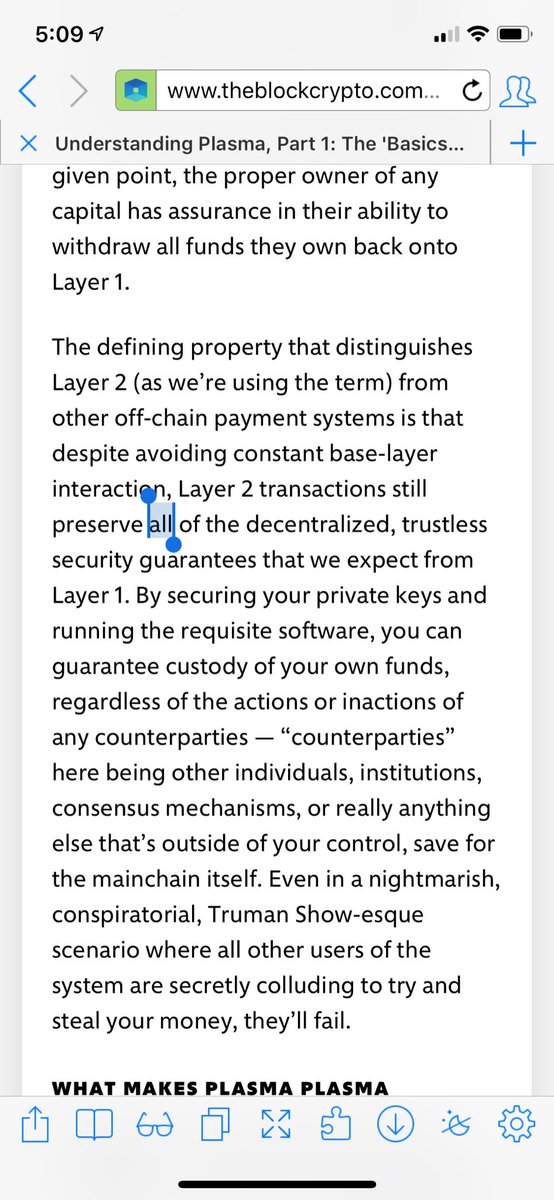 5:09
www.theblockcrypto.com...
Understanding Plasma, Part 1: The 'Basics...
given point, the proper owner of any
capital has assurance in their ability to
withdraw all funds they own back onto
Layer 1.
The defining property that distinguishes
Layer 2 (as we’re using the term) from
other off-chain payment systems is that
despite avoiding constant base-layer
interaction, Layer 2 transactions still
preserve all of the decentralized, trustless
security guarantees that we expect from
Layer 1. By securing your private keys and
running the requisite software, you can
guarantee custody of your own funds,
regardless of the actions or inactions of
any counterparties — “counterparties”
here being other individuals, institutions,
consensus mechanisms, or really anything
else that’s outside of your control, save for
the mainchain itself. Even in a nightmarish,
conspiratorial, Truman Show-esque
scenario where all other users of the
system are secretly colluding to try and
steal your money, they’ll fail.
WHAT MAKES PLASMA PLASMA